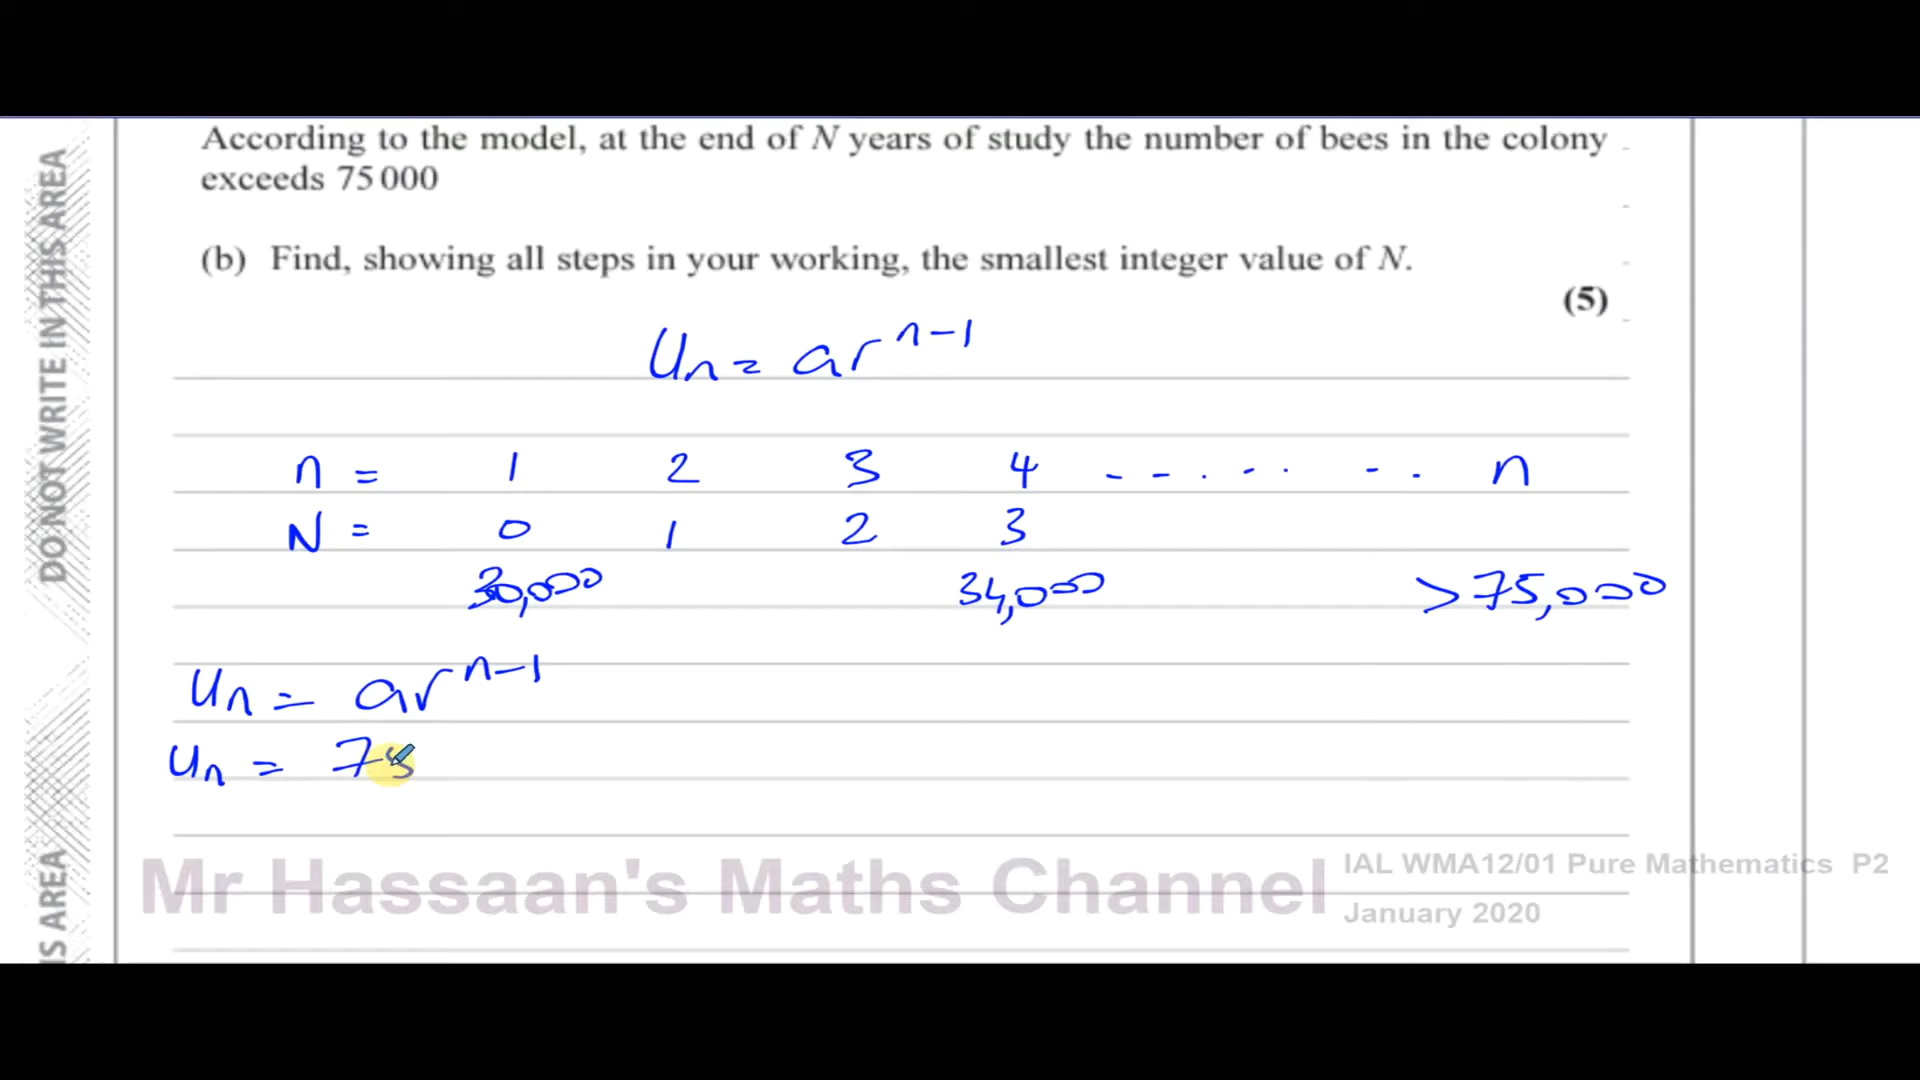 DO NOT WRITE IN THIS AREA
IS AREA
According to the model, at the end of N years of study the number of bees in the colony
exceeds 75 000
(b) Find, showing all steps in your working, the smallest integer value of N.
(5)
Un = ar^n-1
n = 1 2 3 4 - - . - . - . n
N = 0 1 2 3
30,000 34,000 >75,000
Un = ar^n-1
Un = 75
Mr Hassaan's Maths Channel
IAL WMA12/01 Pure Mathematics P2
January 2020